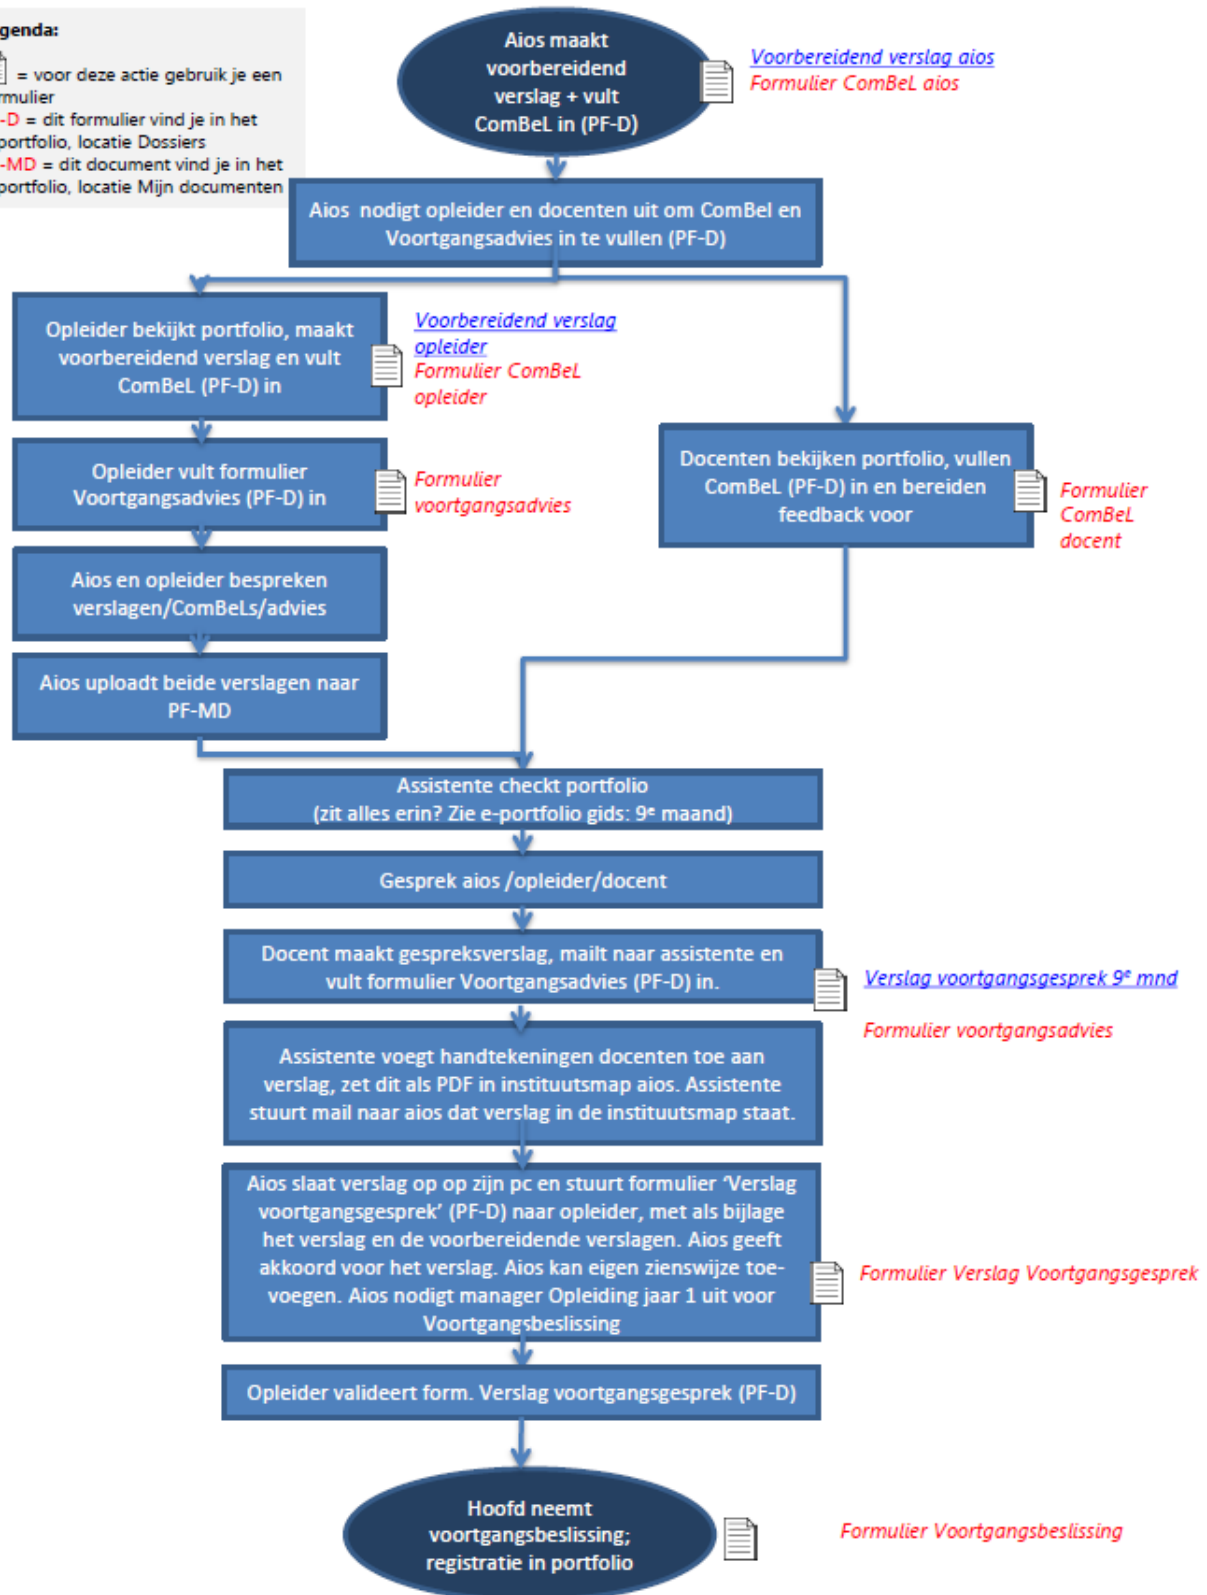 genda:
= voor deze actie gebruik je een
rmulier
-D = dit formulier vind je in het
portfolio, locatie Dossiers
-MD = dit document vind je in het
portfolio, locatie Mijn documenten
Aios maakt
voorbereidend
verslag + vult
ComBeL in (PF-D)
Voorbereidend verslag aios
Formulier ComBeL aios
Aios nodigt opleider en docenten uit om ComBel en
Voortgangsadvies in te vullen (PF-D)
Opleider bekijkt portfolio, maakt
voorbereidend verslag en vult
ComBeL (PF-D) in
Voorbereidend verslag
opleider
Formulier ComBeL
opleider
Opleider vult formulier
Voortgangsadvies (PF-D) in
Formulier
voortgangsadvies
Docenten bekijken portfolio, vullen
ComBeL (PF-D) in en bereiden
feedback voor
Formulier
ComBeL
docent
Aios en opleider bespreken
verslagen/ComBeLs/advies
Aios uploadt beide verslagen naar
PF-MD
Assistente checkt portfolio
(zit alles erin? Zie e-portfolio gids: 9e maand)
Gesprek aios /opleider/docent
Docent maakt gespreksverslag, mailt naar assistente en
vult formulier Voortgangsadvies (PF-D) in.
Verslag voortgangsgesprek 9e mnd
Formulier voortgangsadvies
Assistente voegt handtekeningen docenten toe aan
verslag, zet dit als PDF in instituutsmap aios. Assistente
stuurt mail naar aios dat verslag in de instituutsmap staat.
Aios slaat verslag op op zijn pc en stuurt formulier ‘Verslag
voortgangsgesprek’ (PF-D) naar opleider, met als bijlage
het verslag en de voorbereidende verslagen. Aios geeft
akkoord voor het verslag. Aios kan eigen zienswijze toe-
voegen. Aios nodigt manager Opleiding jaar 1 uit voor
Voortgangsbeslissing
Formulier Verslag Voortgangsgesprek
Opleider valideert form. Verslag voortgangsgesprek (PF-D)
Hoofd neemt
voortgangsbeslissing;
registratie in portfolio
Formulier Voortgangsbeslissing